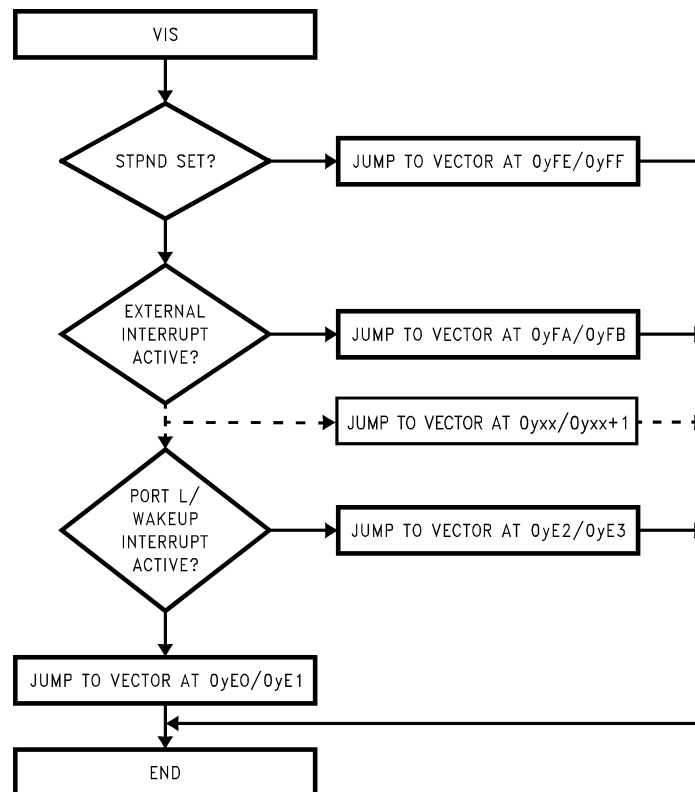 VIS
STPND SET?
JUMP TO VECTOR AT 0yFE/0yFF
EXTERNAL
INTERRUPT
ACTIVE?
JUMP TO VECTOR AT 0yFA/0yFB
JUMP TO VECTOR AT 0yxx/0yxx+1
PORT L/
WAKEUP
INTERRUPT
ACTIVE?
JUMP TO VECTOR AT 0yE2/0yE3
JUMP TO VECTOR AT 0yE0/0yE1
END